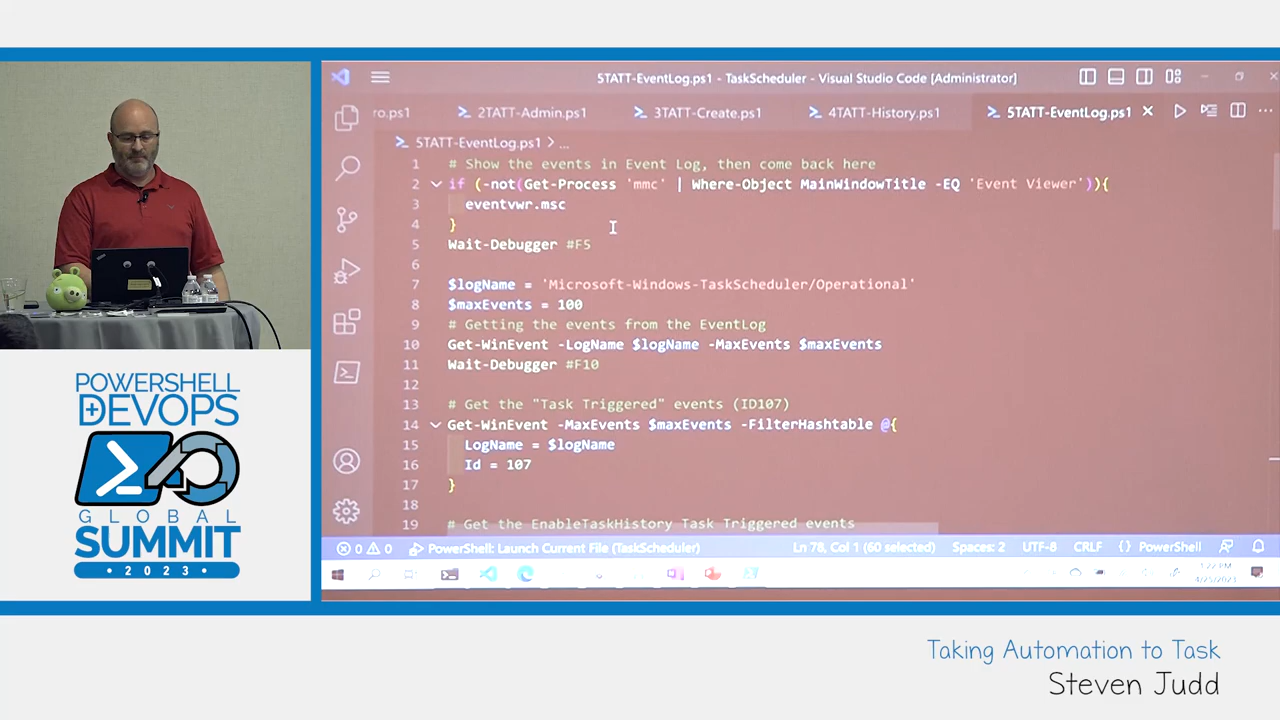 5TATT-EventLog.ps1 - TaskScheduler - Visual Studio Code [Administrator]
ro.ps1
2TATT-Admin.ps1
3TATT-Create.ps1
4TATT-History.ps1
5TATT-EventLog.ps1
5TATT-EventLog.ps1 > ...
1 # Show the events in Event Log, then come back here
2 if (-not(Get-Process 'mmc' | Where-Object MainWindowTitle -EQ 'Event Viewer')){
3 eventvwr.msc
4 }
5 Wait-Debugger #F5
6
7 $logName = 'Microsoft-Windows-TaskScheduler/Operational'
8 $maxEvents = 100
9 # Getting the events from the EventLog
10 Get-WinEvent -LogName $logName -MaxEvents $maxEvents
11 Wait-Debugger #F10
12
13 # Get the "Task Triggered" events (ID107)
14 Get-WinEvent -MaxEvents $maxEvents -FilterHashtable @{
15 LogName = $logName
16 Id = 107
17 }
18
19 # Get the EnableTaskHistory Task Triggered events
0 0 PowerShell: Launch Current File (TaskScheduler) Ln 78, Col 1 (60 selected) Spaces: 2 UTF-8 CRLF {} PowerShell
1:22 PM
4/25/2023
POWERSHELL
+DEVOPS
GLOBAL
SUMMIT
• 2023 •
Taking Automation to Task
Steven Judd